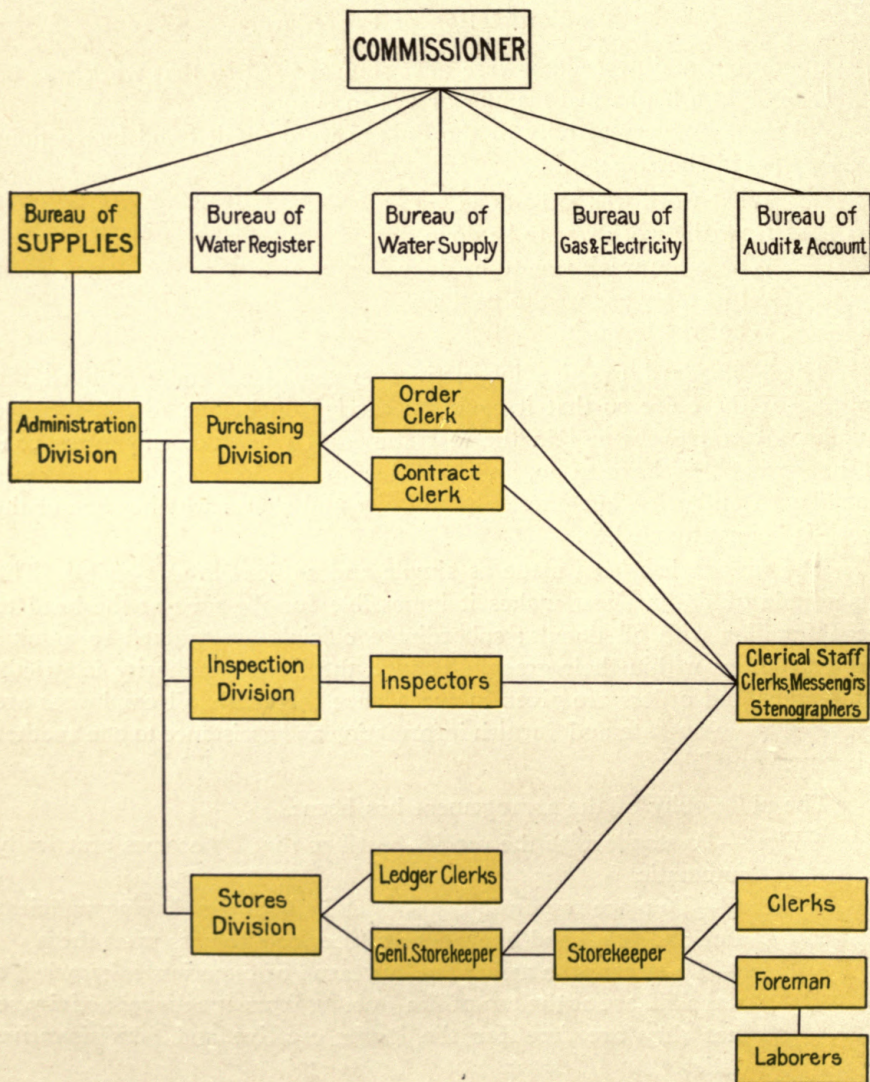 COMMISSIONER
Bureau of
SUPPLIES
Bureau of
Water Register
Bureau of
Water Supply
Bureau of
Gas & Electricity
Bureau of
Audit & Account
Administration
Division
Purchasing
Division
Order
Clerk
Contract
Clerk
Inspection
Division
Inspectors
Clerical Staff
Clerks, Messeng'rs
Stenographers
Stores
Division
Ledger Clerks
Gen'l. Storekeeper
Storekeeper
Clerks
Foreman
Laborers